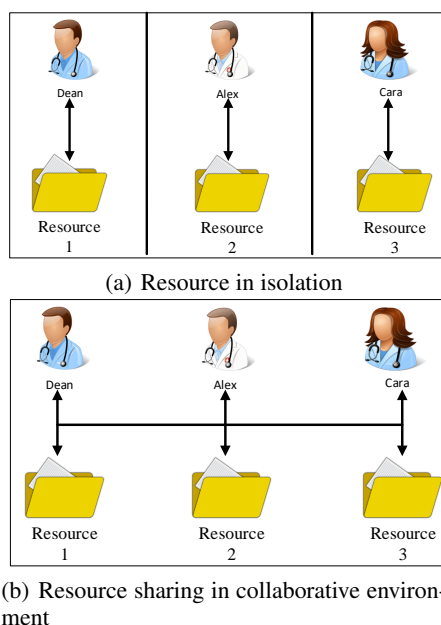 Dean Alex Cara
Resource Resource Resource
1 2 3
(a) Resource in isolation
Dean Alex Cara
Resource Resource Resource
1 2 3
(b) Resource sharing in collaborative environ-
ment